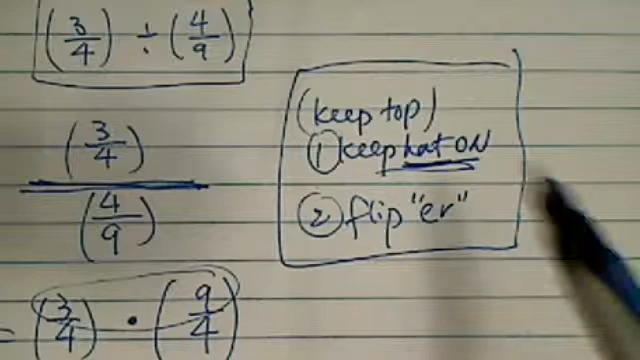 (3/4) ÷ (4/9)
(keep top)
① keep hat ON
② flip "er"
(3/4)
(4/9)
= (3/4) · (9/4)